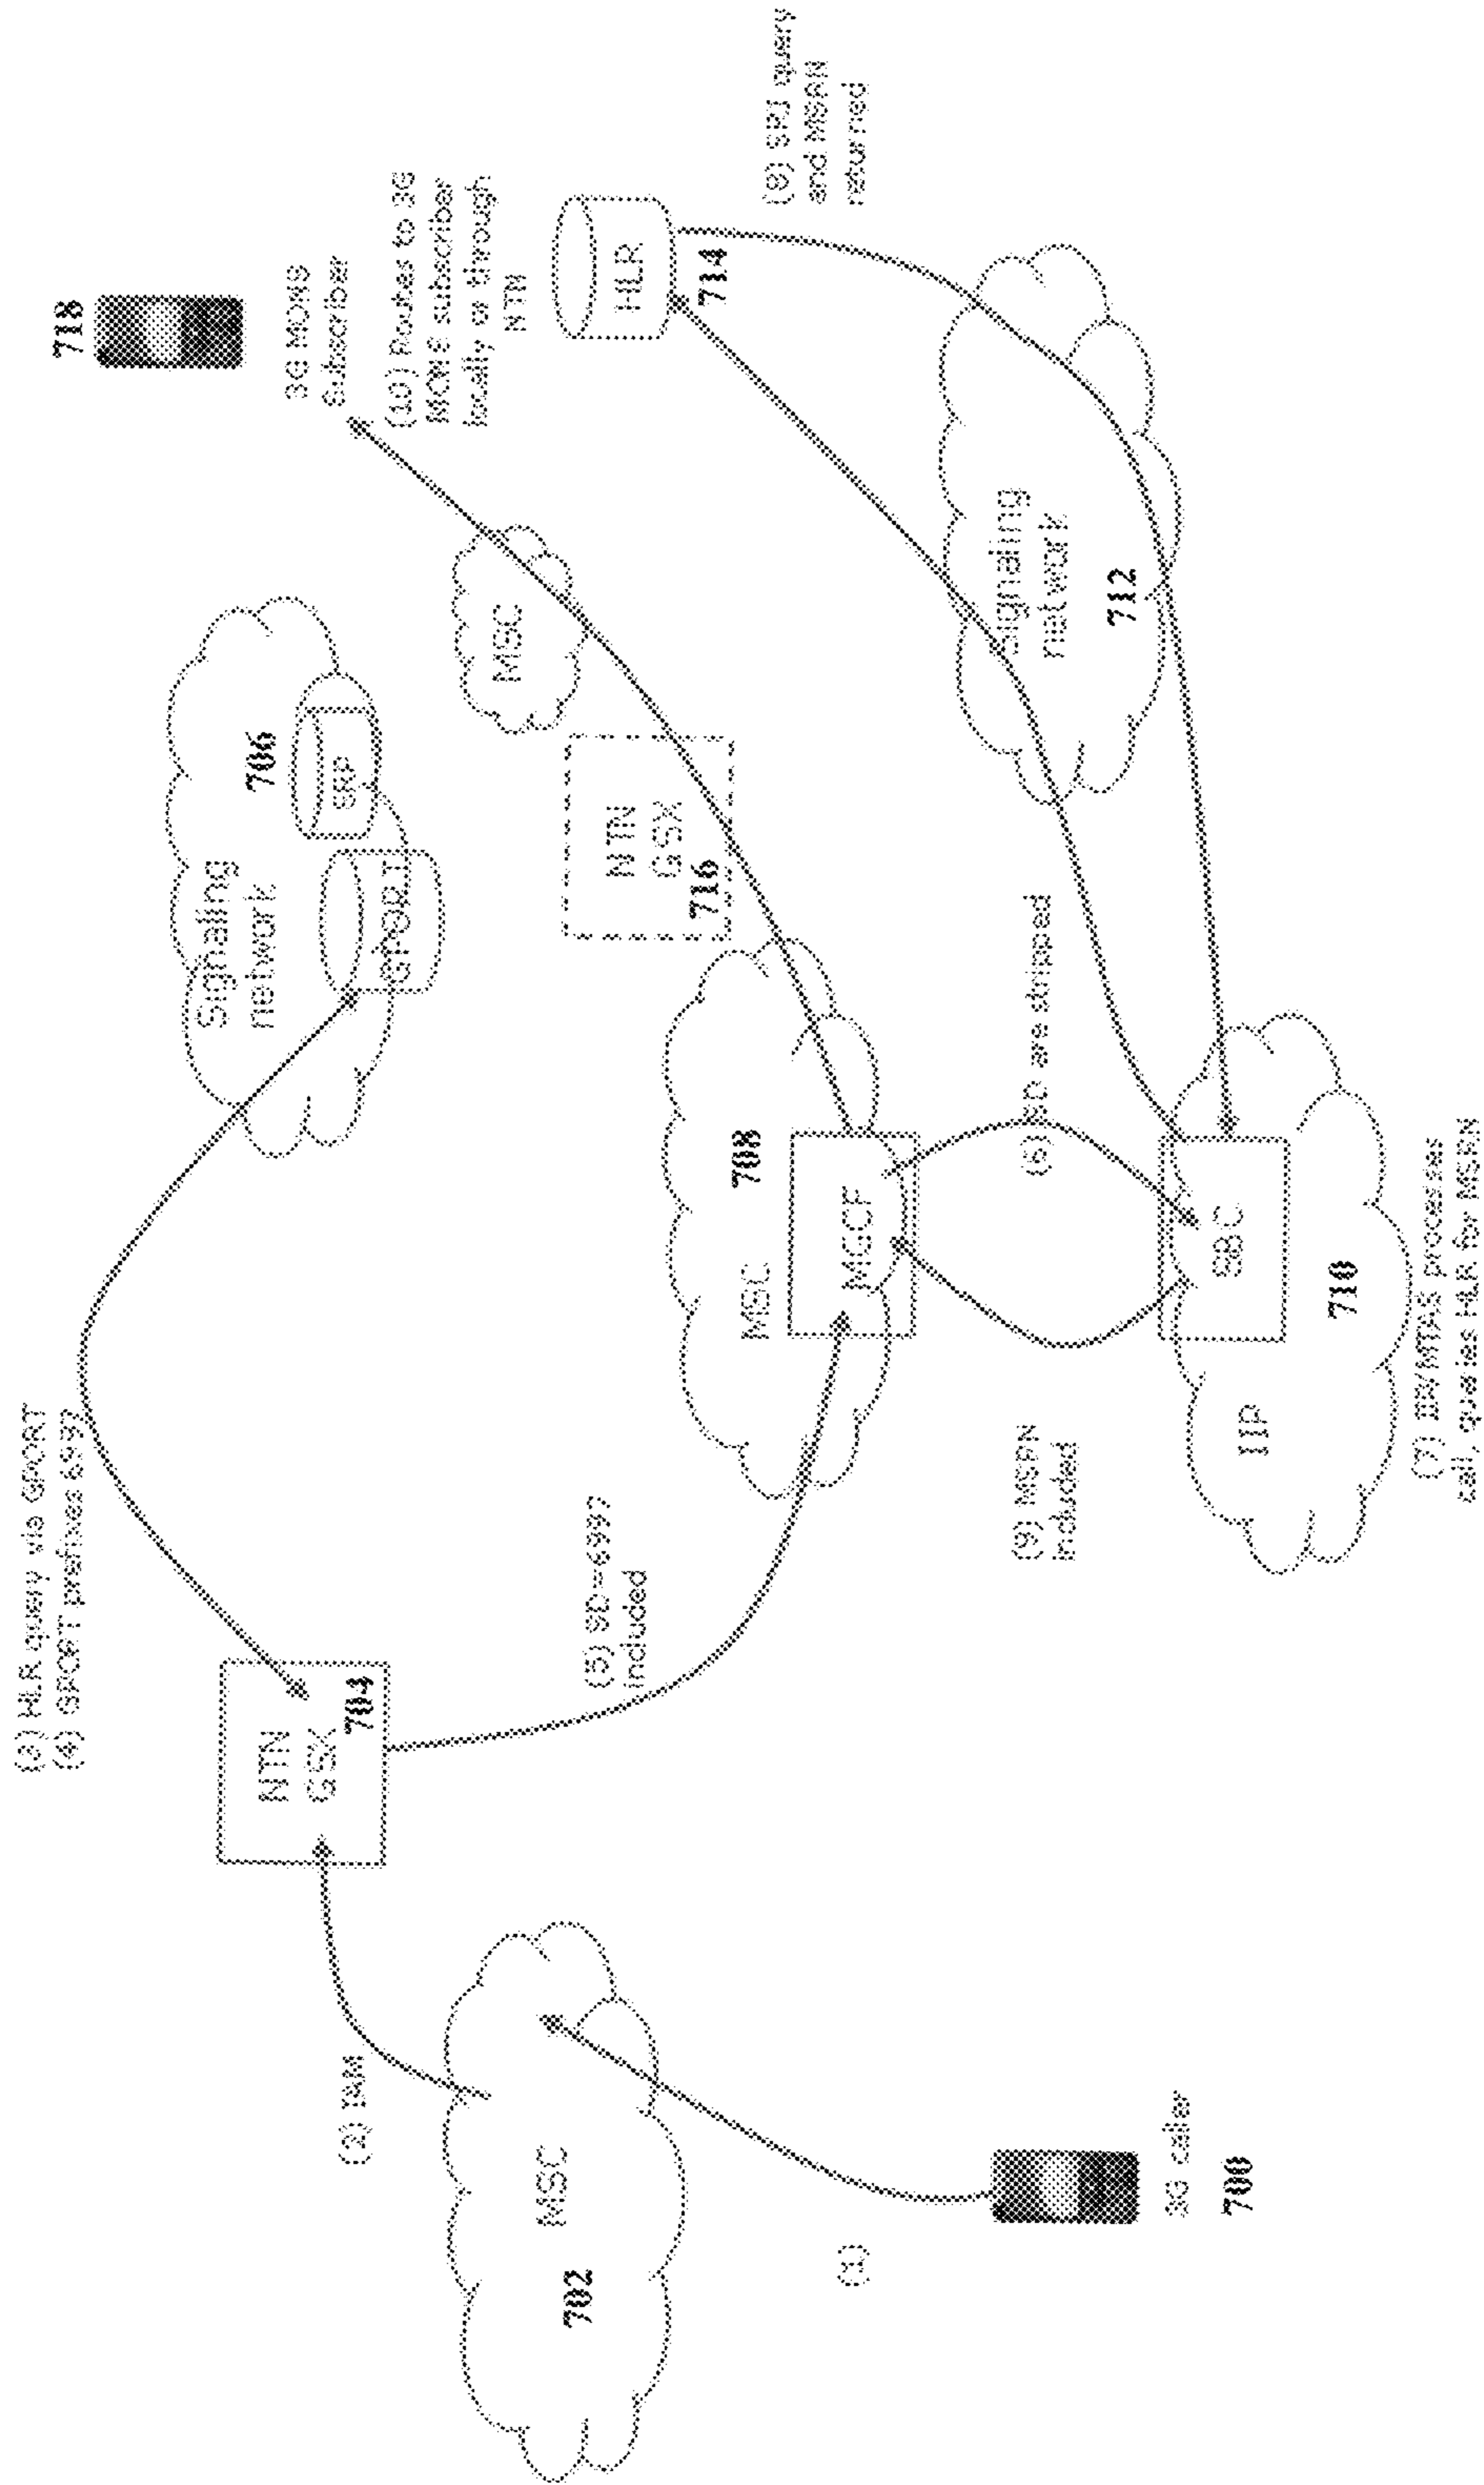 (3) HLR query via GPORT
(4) GPORT prefixes 6997
718
3G MONS
Subscriber
(10) Routes to 3G
MONS subscriber
locally or through
NTN
706
Signaling
network
SRP
GPORT
NTN
GSX
704
(2) IAM
MSC
702
(1)
3G caller
700
(5) SD=6997
included
MSC
NTN
GSX
716
708
MSC
MGCF
HLR
714
(8) SRI query
and MSRN
returned
Signaling
network
712
(6) SD are striped
(9) MSRN
included
SBC
IIP
710
(7) processes
call, queries HLR for MSRN